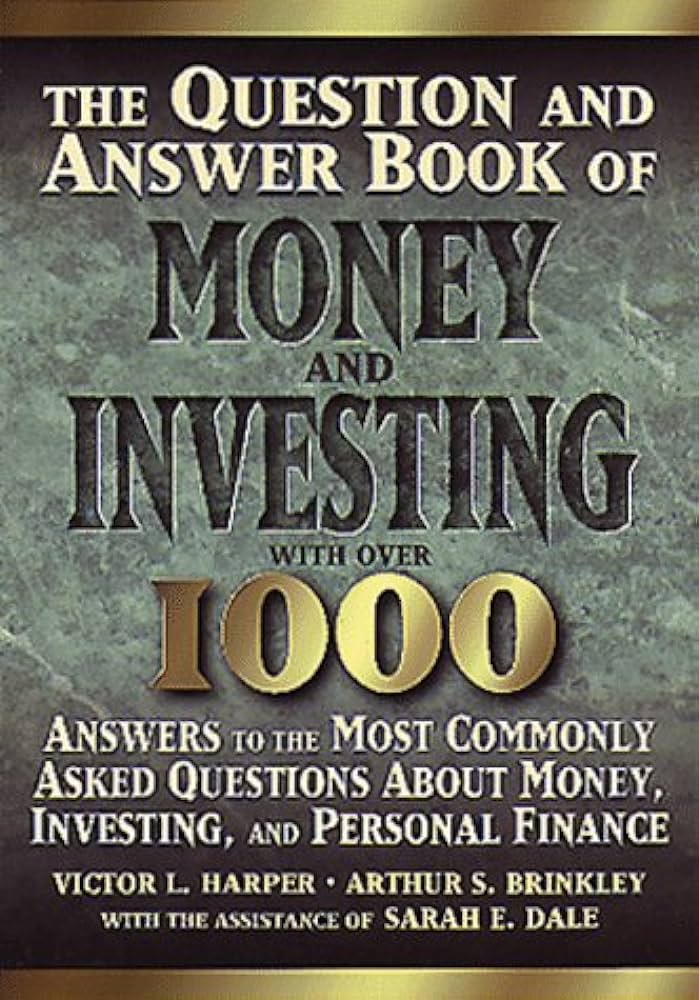 THE QUESTION AND
ANSWER BOOK OF
MONEY
AND
INVESTING
WITH OVER
1000
ANSWERS TO THE MOST COMMONLY
ASKED QUESTIONS ABOUT MONEY,
INVESTING, AND PERSONAL FINANCE
VICTOR L. HARPER • ARTHUR S. BRINKLEY
WITH THE ASSISTANCE OF SARAH E. DALE